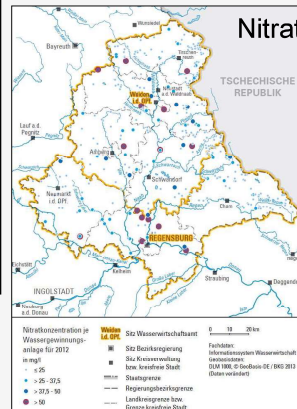 Nitrat
Wunsiedel
Bayreuth
Tirschen-
reuth
TSCHECHISCHE
REPUBLIK
Weiden
i.d. OPf.
Neustadt
a.d. Waldnaab
Lauf a.d.
Pegnitz
Amberg
Schwandorf
Neumarkt
i.d. OPf.
Cham
Regen
REGENSBURG
Eichstätt
Kelheim
Straubing
Deggendo
INGOLSTADT
Neuburg
a.d. Donau
Nitratkonzentration je
Wassergewinnungs-
anlage für 2012
in mg/l
≤ 25
> 25 - 37,5
> 37,5 - 50
> 50
Weiden
i.d. OPf.
Sitz Wasserwirtschaftsamt
Sitz Bezirksregierung
Sitz Kreisverwaltung
bzw. kreisfreie Stadt
Staatsgrenze
Regierungsbezirksgrenze
Landkreisgrenze bzw.
Grenze kreisfreie Stadt
0 10 20 km
Fachdaten:
Informationssystem Wasserwirtschaft
Geobasisdaten:
DLM 1000, © GeoBasis-DE / BKG 2013
(Daten verändert)